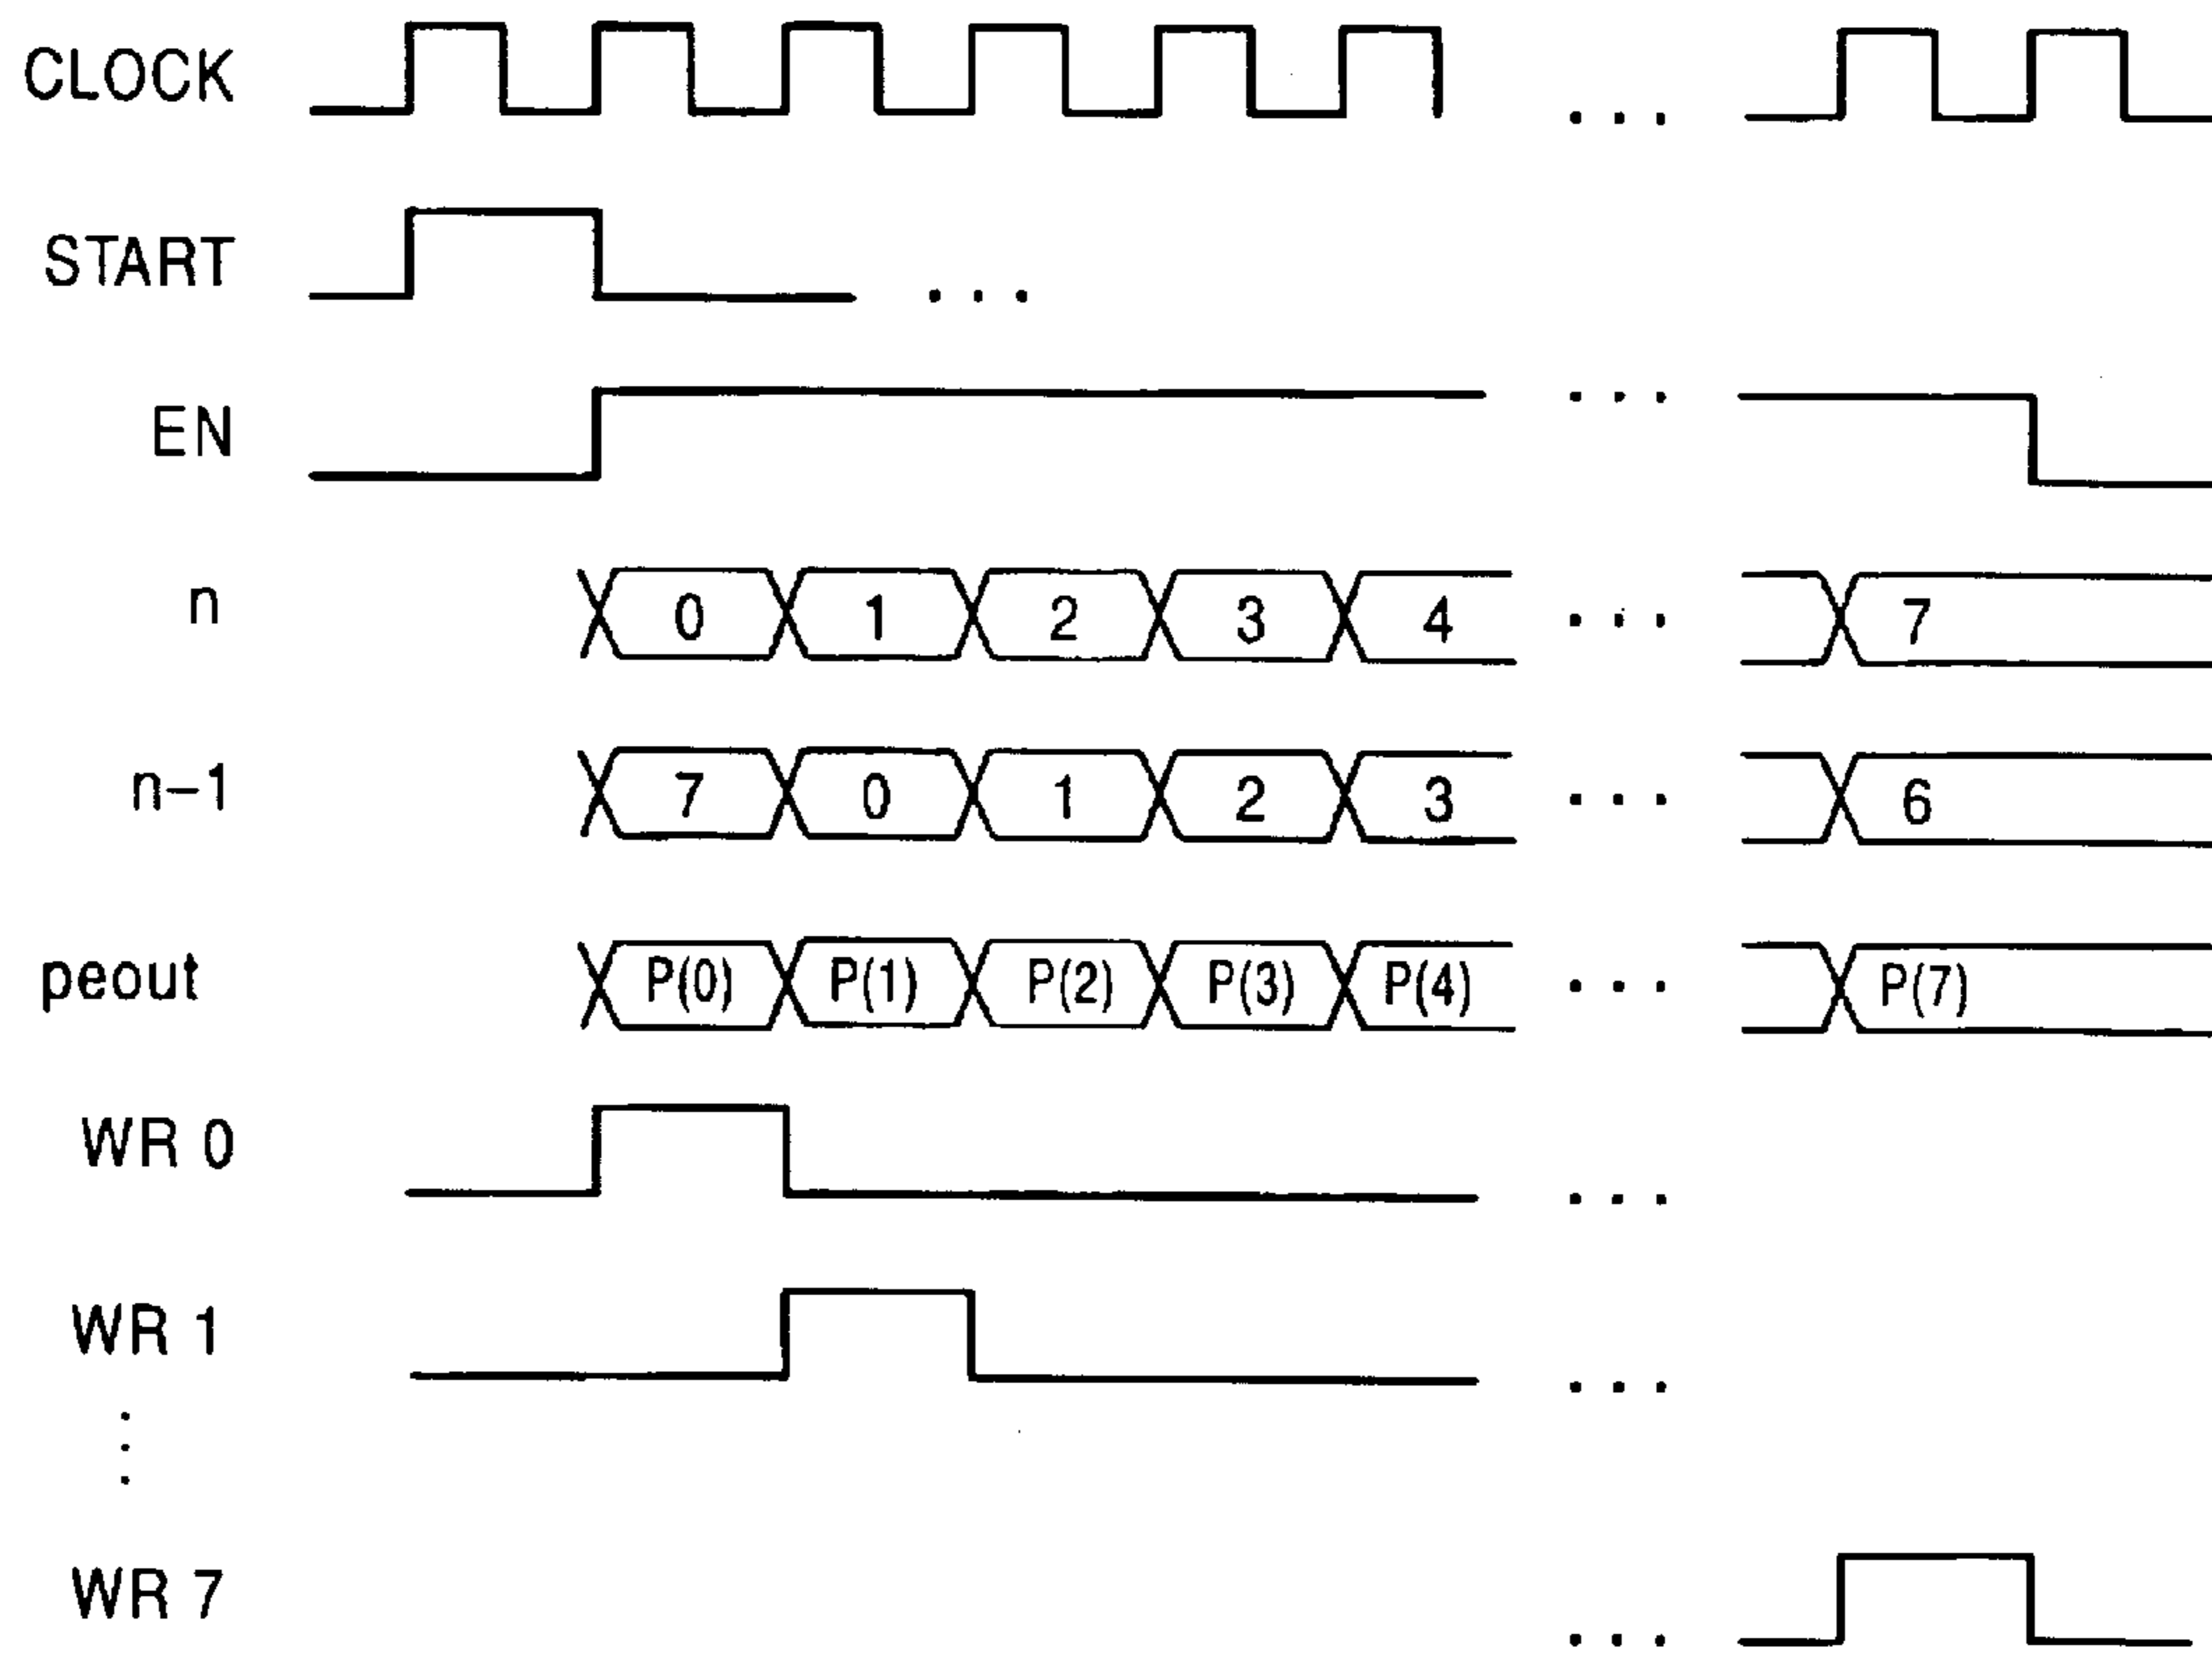 CLOCK . . .
START . . .
EN . . .
n 0 1 2 3 4 . . . 7
n-1 7 0 1 2 3 . . . 6
peout P(0) P(1) P(2) P(3) P(4) . . . P(7)
WR 0 . . .
WR 1 . . .
WR 7 . . .